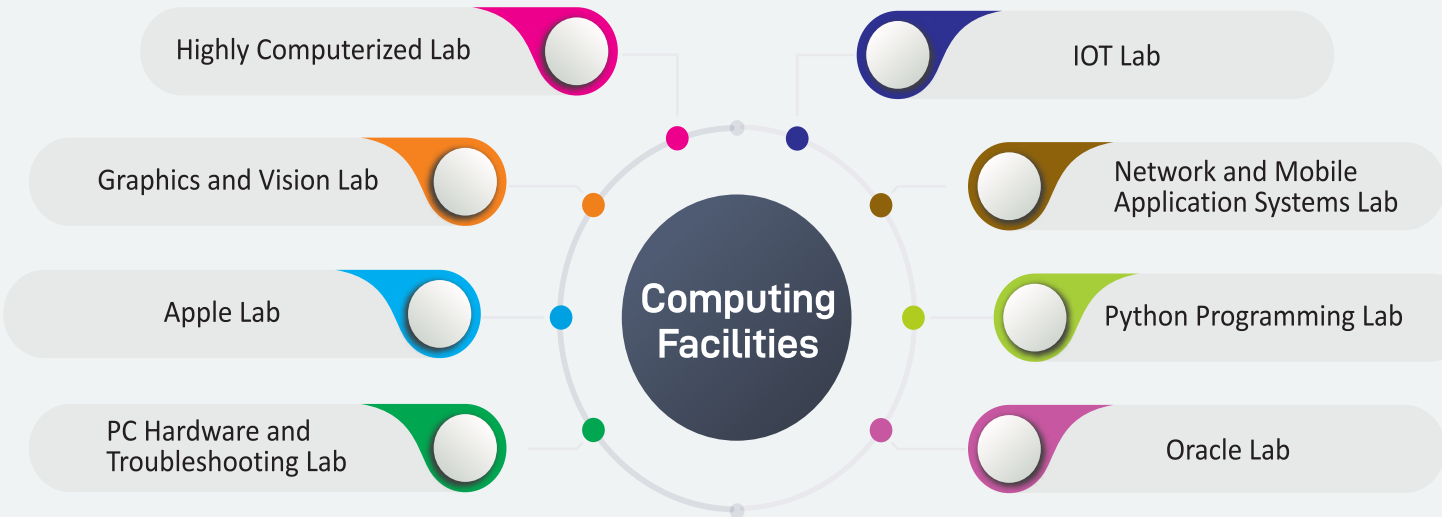 Highly Computerized Lab
IOT Lab
Graphics and Vision Lab
Network and Mobile
Application Systems Lab
Computing
Facilities
Apple Lab
Python Programming Lab
PC Hardware and
Troubleshooting Lab
Oracle Lab